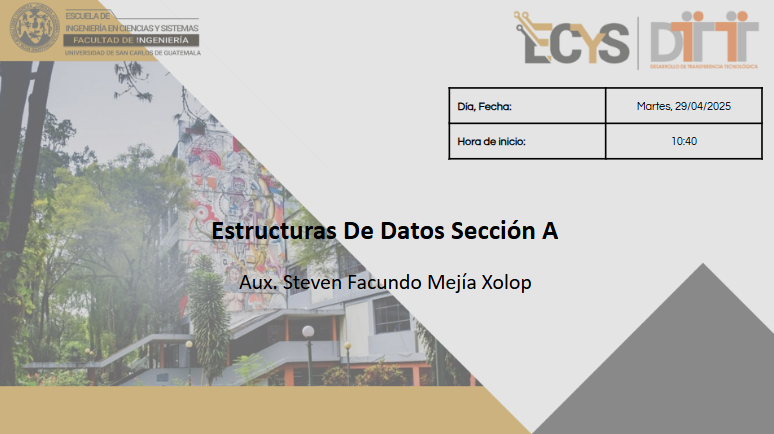 ESCUELA DE
INGENIERÍA EN CIENCIAS Y SISTEMAS
FACULTAD DE INGENIERÍA
UNIVERSIDAD DE SAN CARLOS DE GUATEMALA
ECYS
DTT
DESARROLLO DE TRANSFERENCIA TECNOLÓGICA
Día, Fecha: Martes, 29/04/2025
Hora de inicio: 10:40
Estructuras De Datos Sección A
Aux. Steven Facundo Mejía Xolop